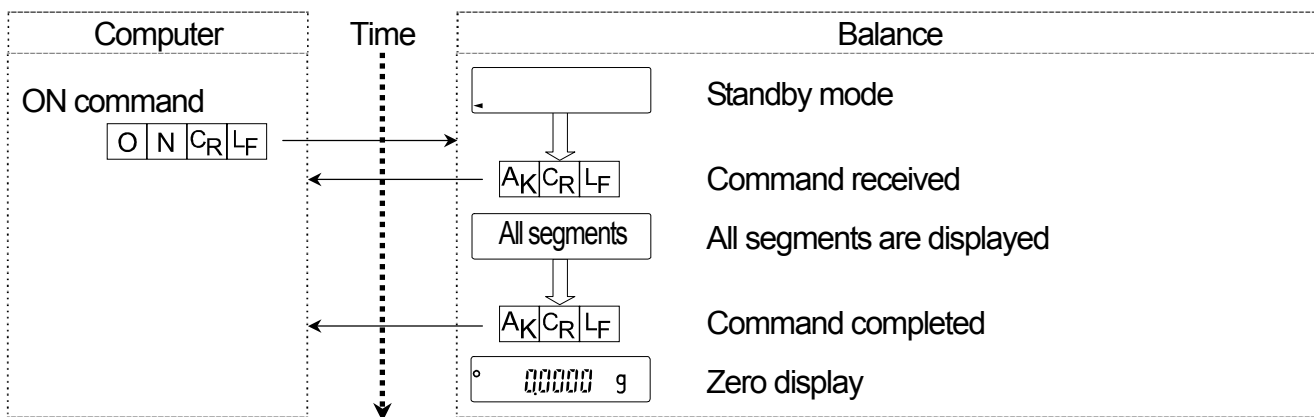 Computer Time Balance
Standby mode
ON command
O N CR LF
AK CR LF Command received
All segments All segments are displayed
AK CR LF Command completed
0.0000 g Zero display